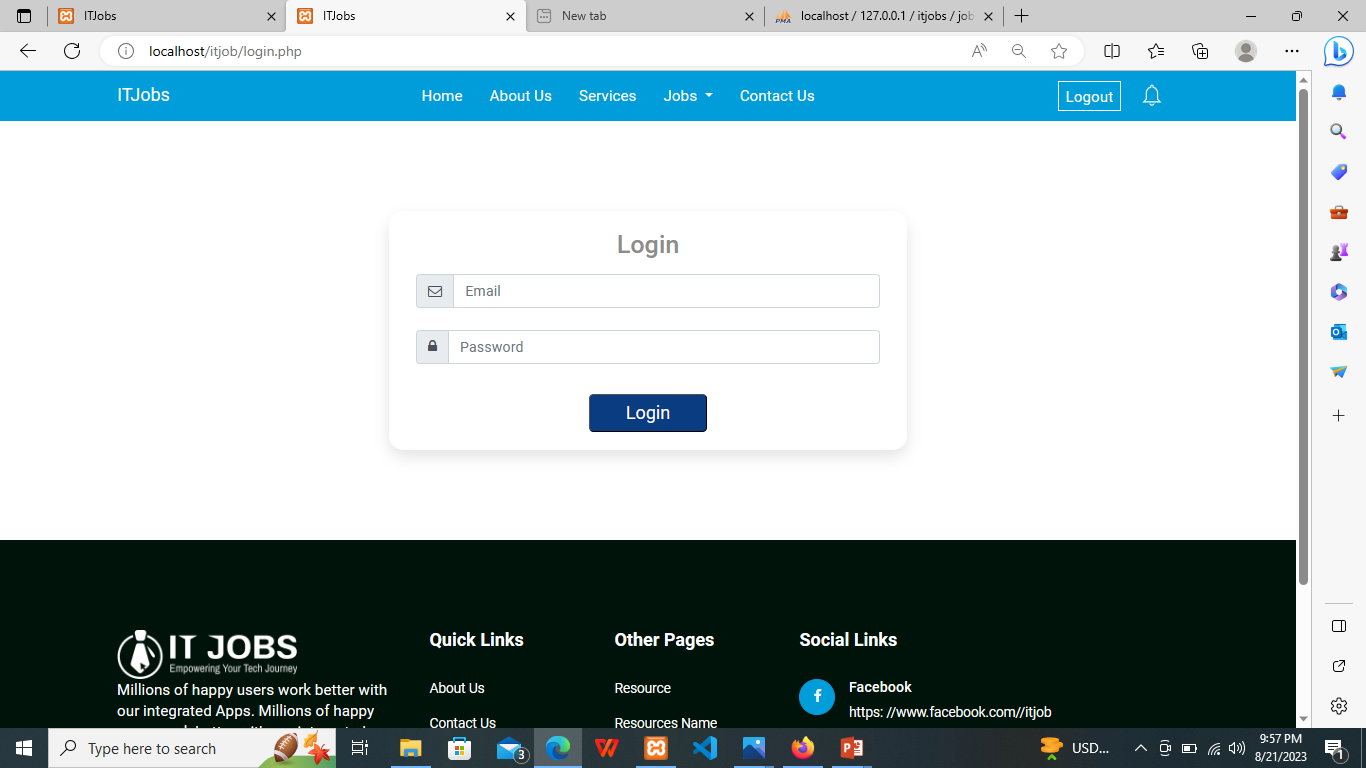 ITJobs
ITJobs
New tab
localhost / 127.0.0.1 / itjobs / job
localhost/itjob/login.php
ITJobs
Home
About Us
Services
Jobs
Contact Us
Logout
Login
Email
Password
Login
IT JOBS
Empowering Your Tech Journey
Millions of happy users work better with
our integrated Apps. Millions of happy
Quick Links
About Us
Contact Us
Other Pages
Resource
Resources Name
Social Links
Facebook
https: //www.facebook.com//itjob
Type here to search
3
USD...
9:57 PM
8/21/2023
1